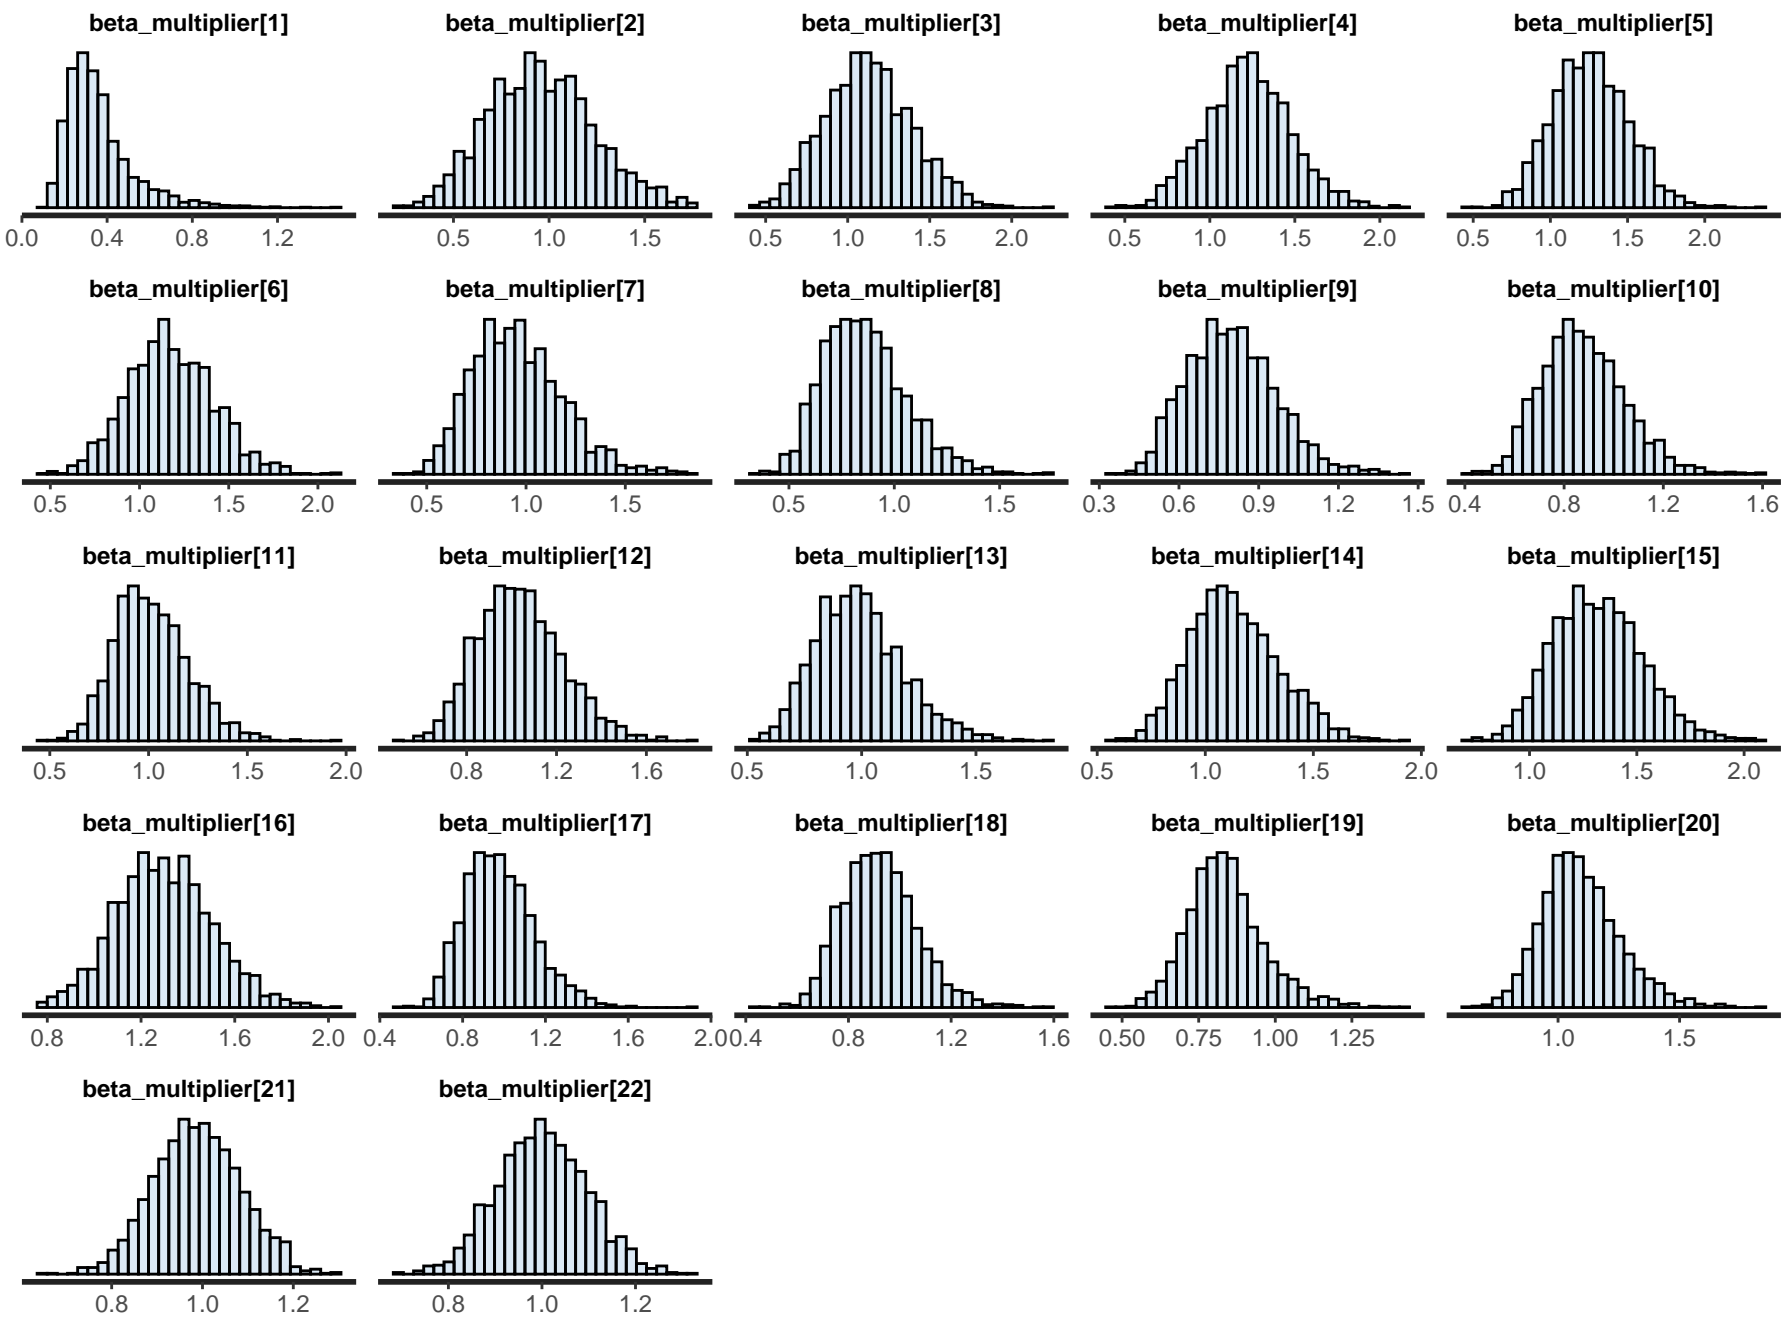 beta_multiplier[1] beta_multiplier[2] beta_multiplier[3] beta_multiplier[4] beta_multiplier[5]
0.0 0.4 0.8 1.2 0.5 1.0 1.5 0.5 1.0 1.5 2.0 0.5 1.0 1.5 2.0 0.5 1.0 1.5 2.0
beta_multiplier[6] beta_multiplier[7] beta_multiplier[8] beta_multiplier[9] beta_multiplier[10]
0.5 1.0 1.5 2.0 0.5 1.0 1.5 0.5 1.0 1.5 0.3 0.6 0.9 1.2 1.5 0.4 0.8 1.2 1.6
beta_multiplier[11] beta_multiplier[12] beta_multiplier[13] beta_multiplier[14] beta_multiplier[15]
0.5 1.0 1.5 2.0 0.8 1.2 1.6 0.5 1.0 1.5 0.5 1.0 1.5 2.0 1.0 1.5 2.0
beta_multiplier[16] beta_multiplier[17] beta_multiplier[18] beta_multiplier[19] beta_multiplier[20]
0.8 1.2 1.6 2.0 0.4 0.8 1.2 1.6 2.0 0.4 0.8 1.2 1.6 0.50 0.75 1.00 1.25 1.0 1.5
beta_multiplier[21] beta_multiplier[22]
0.8 1.0 1.2 0.8 1.0 1.2